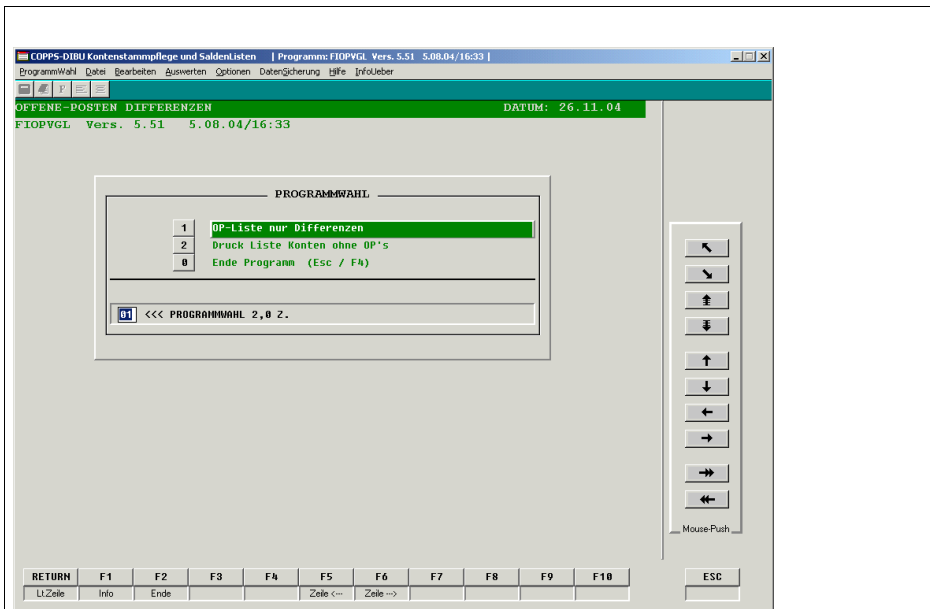 COPPS-DIBU Kontenstammpflege und SaldenListen | Programm: FIOPVGL Vers. 5.51 5.08.04/16:33 |
ProgrammWahl Datei Bearbeiten Auswerten Optionen DatenSicherung Hilfe InfoUeber
F
OFFENE-POSTEN DIFFERENZEN DATUM: 26.11.04
FIOPVGL Vers. 5.51 5.08.04/16:33
PROGRAMMWAHL
1 OP-Liste nur Differenzen
2 Druck Liste Konten ohne OP's
0 Ende Programm (Esc / F4)
01 <<< PROGRAMMWAHL 2,0 Z.
Mouse-Push
RETURN F1 F2 F3 F4 F5 F6 F7 F8 F9 F10 ESC
Lt.Zeile Info Ende Zeile <--- Zeile --->